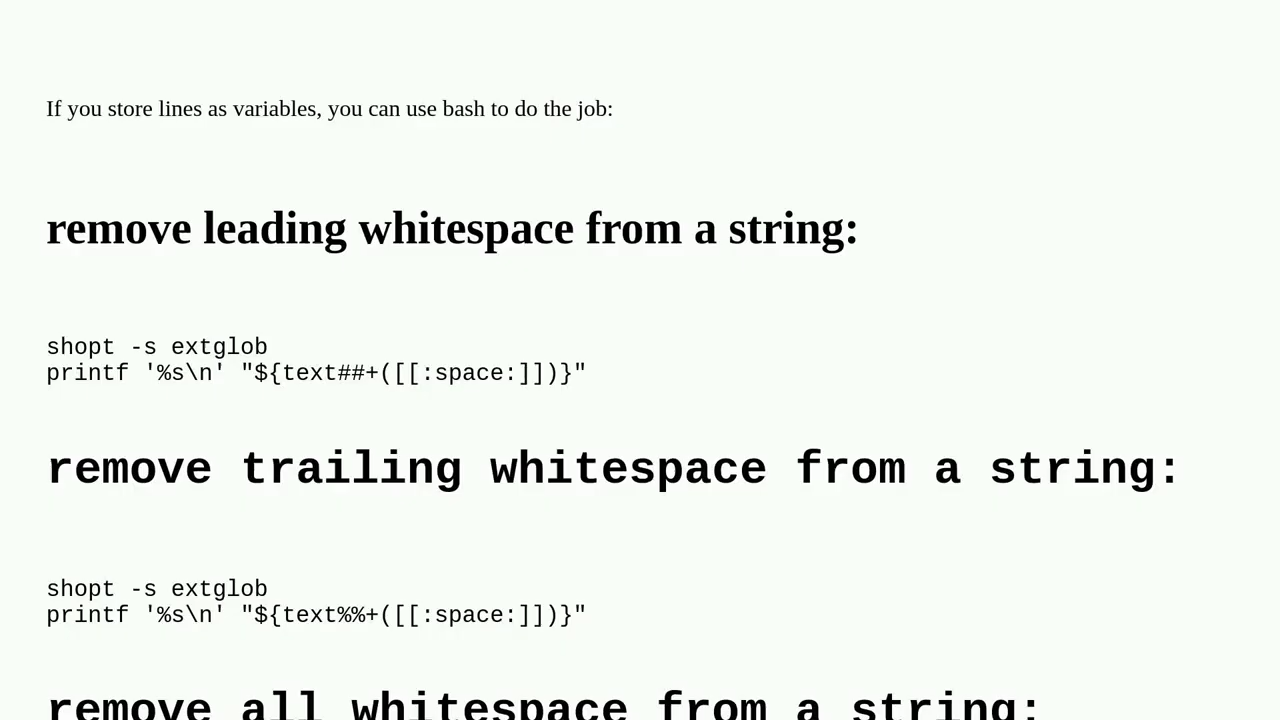 If you store lines as variables, you can use bash to do the job:
remove leading whitespace from a string:
shopt -s extglob
printf '%s\n' "${text##+([[:space:]])}"
remove trailing whitespace from a string:
shopt -s extglob
printf '%s\n' "${text%%+([[:space:]])}"
remove all whitespace from a string: